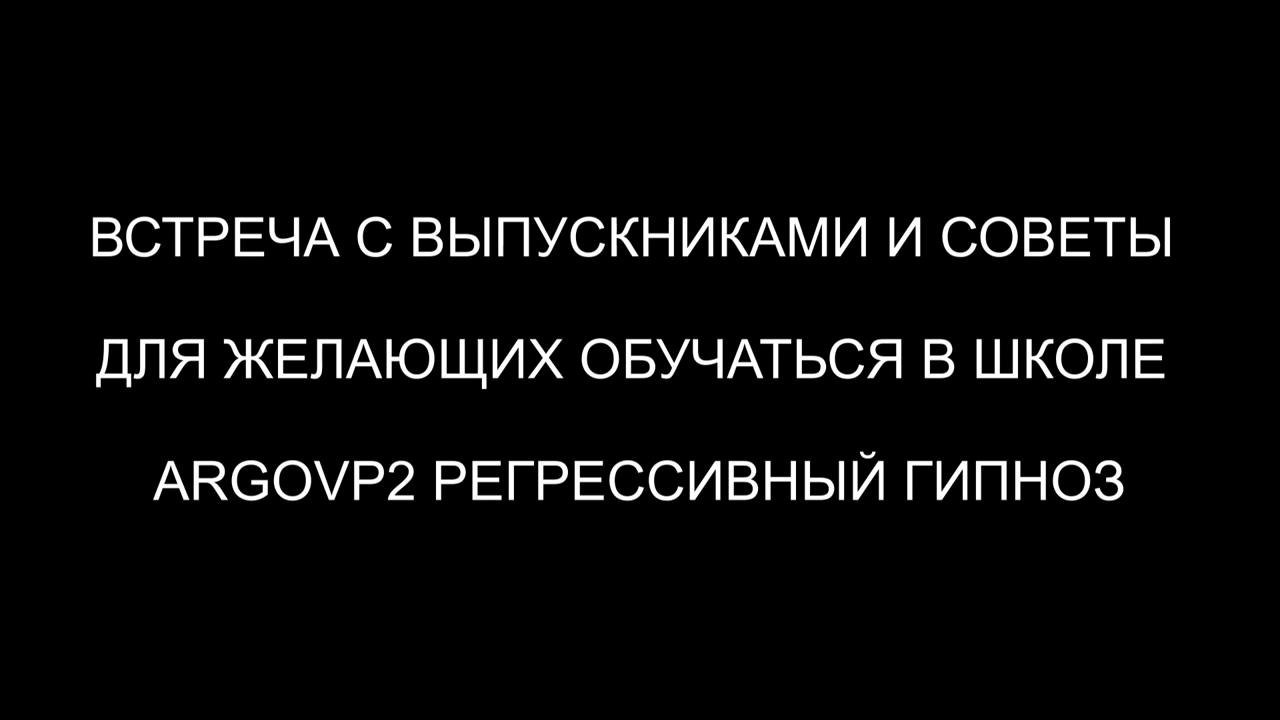 ВСТРЕЧА С ВЫПУСКНИКАМИ И СОВЕТЫ
ДЛЯ ЖЕЛАЮЩИХ ОБУЧАТЬСЯ В ШКОЛЕ
ARGOVP2 РЕГРЕССИВНЫЙ ГИПНОЗ